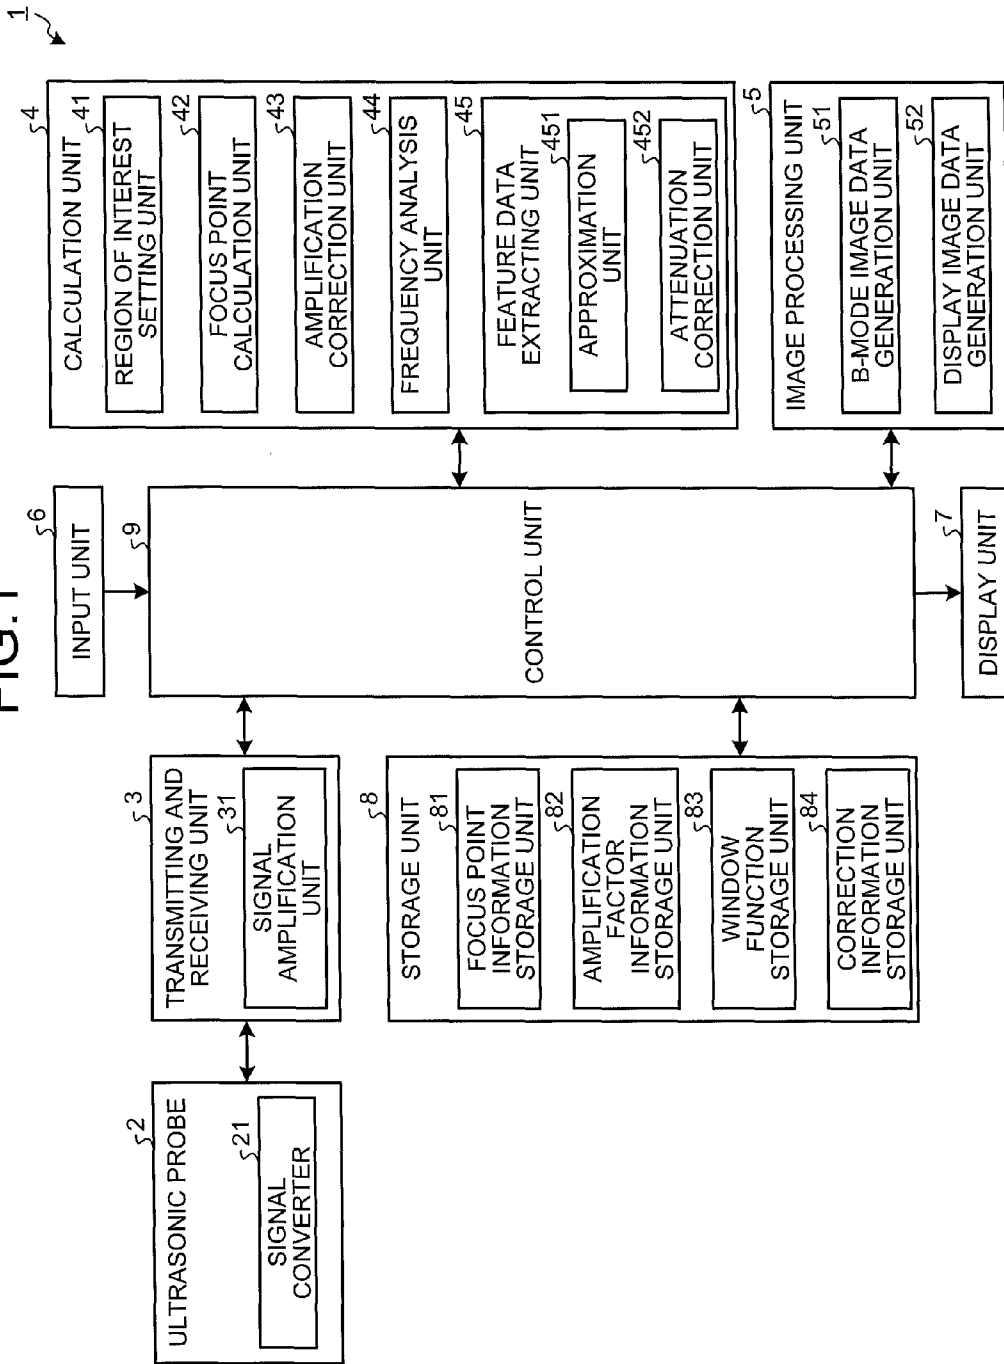 FIG.1
1
2
ULTRASONIC PROBE
21
SIGNAL
CONVERTER
3
TRANSMITTING AND
RECEIVING UNIT
31
SIGNAL
AMPLIFICATION
UNIT
8
STORAGE UNIT
81
FOCUS POINT
INFORMATION
STORAGE UNIT
82
AMPLIFICATION
FACTOR
INFORMATION
STORAGE UNIT
83
WINDOW
FUNCTION
STORAGE UNIT
84
CORRECTION
INFORMATION
STORAGE UNIT
6
INPUT UNIT
9
CONTROL UNIT
7
DISPLAY UNIT
4
CALCULATION UNIT
41
REGION OF INTEREST
SETTING UNIT
42
FOCUS POINT
CALCULATION UNIT
43
AMPLIFICATION
CORRECTION UNIT
44
FREQUENCY ANALYSIS
UNIT
45
FEATURE DATA
EXTRACTING UNIT
451
APPROXIMATION
UNIT
452
ATTENUATION
CORRECTION UNIT
5
IMAGE PROCESSING UNIT
51
B-MODE IMAGE DATA
GENERATION UNIT
52
DISPLAY IMAGE DATA
GENERATION UNIT